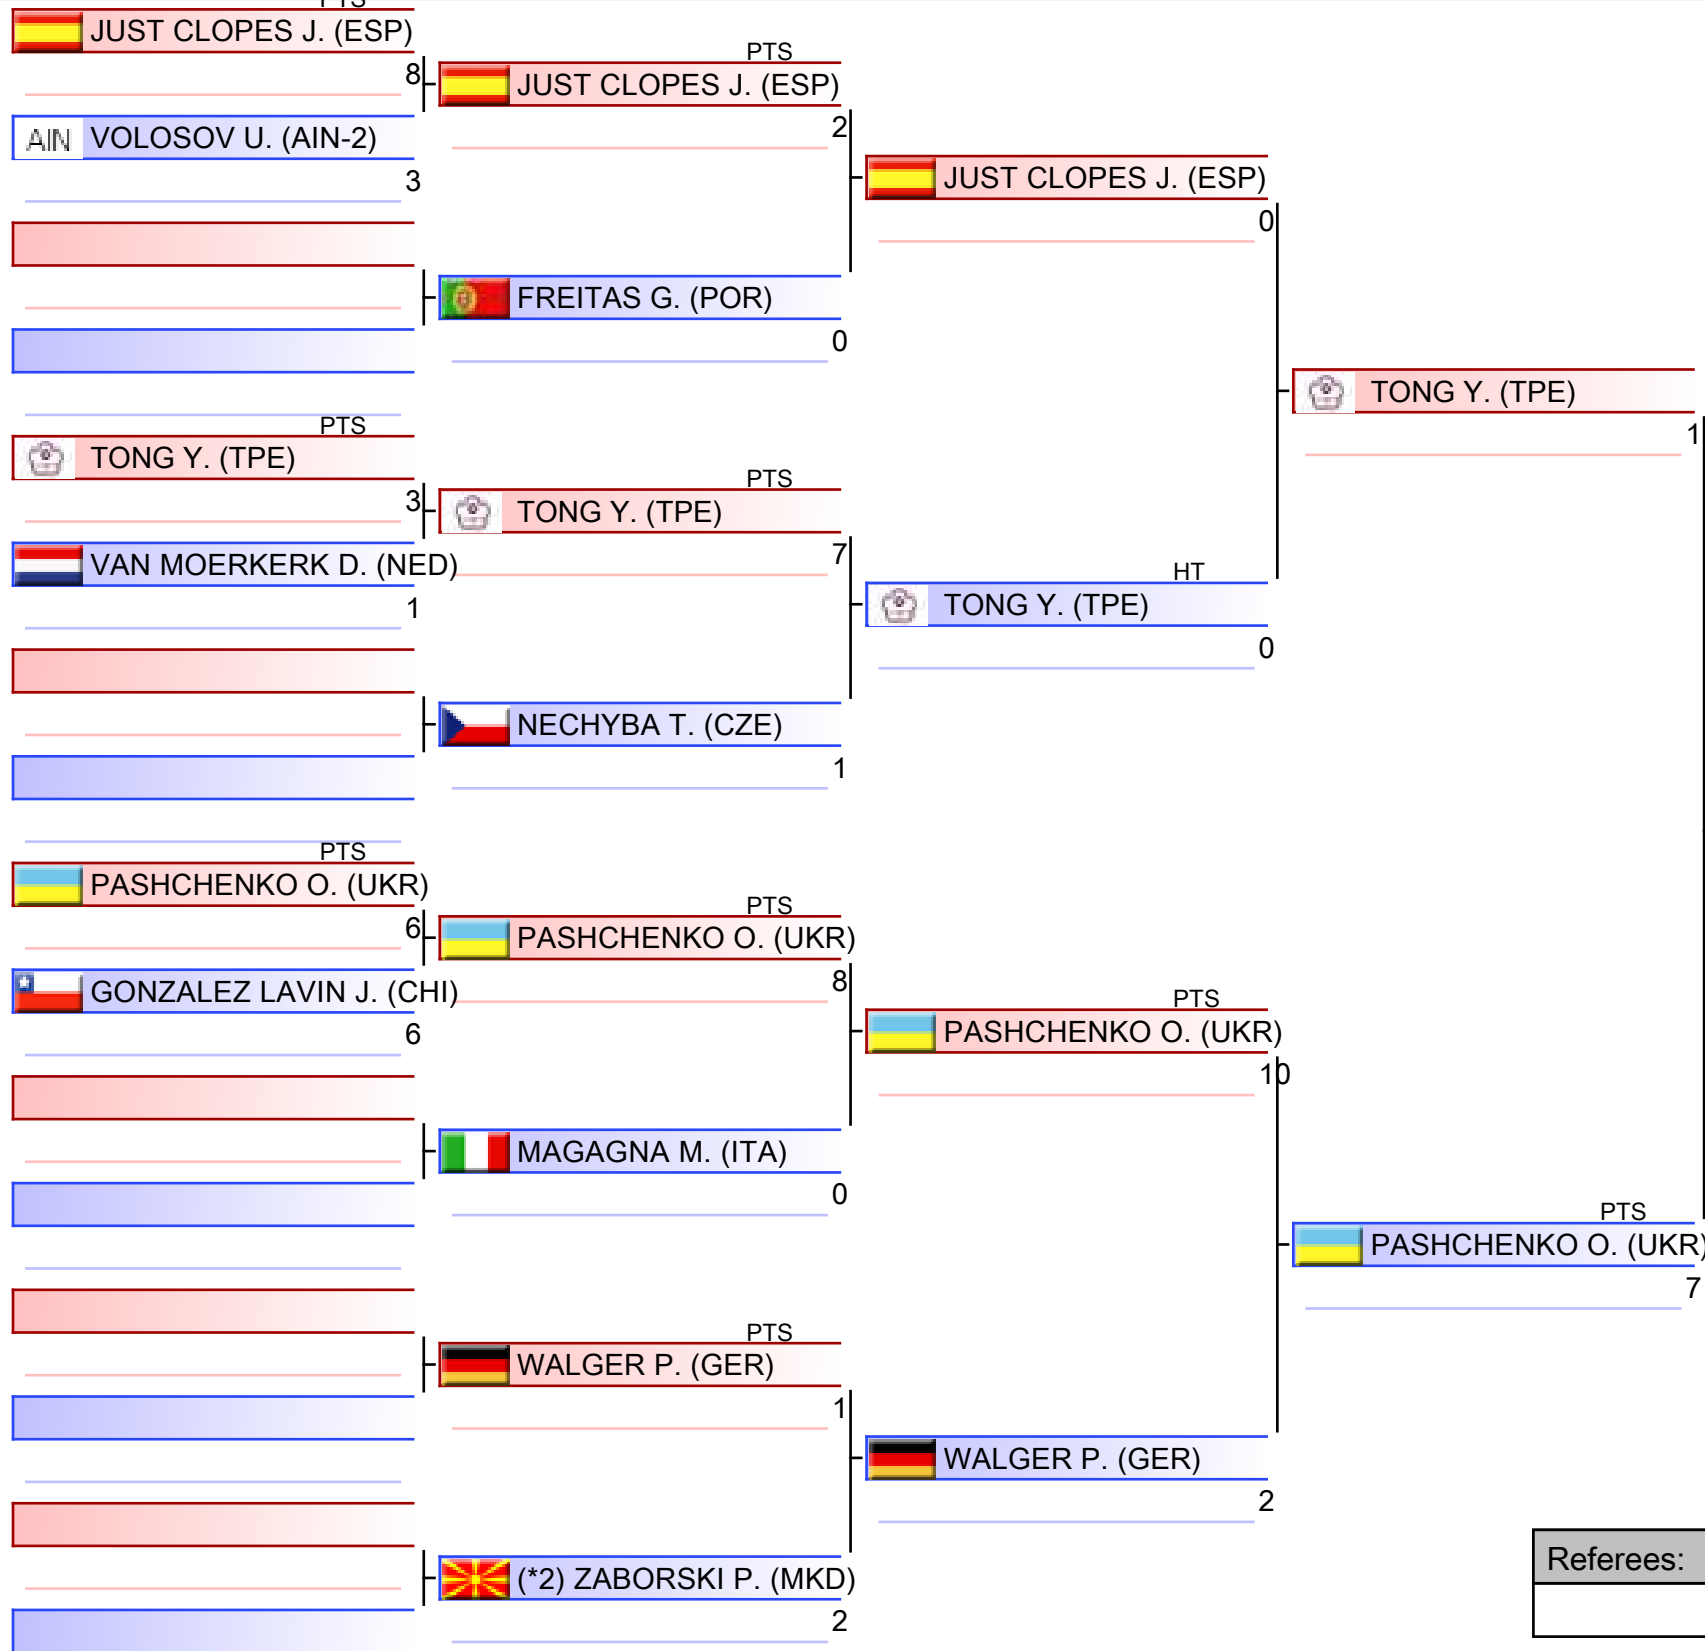 PTS
JUST CLOPES J. (ESP)
8
AIN VOLOSOV U. (AIN-2)
3
PTS
TONG Y. (TPE)
3
VAN MOERKERK D. (NED)
1
PTS
PASHCHENKO O. (UKR)
6
GONZALEZ LAVIN J. (CHI)
6
PTS
JUST CLOPES J. (ESP)
2
FREITAS G. (POR)
0
PTS
TONG Y. (TPE)
7
NECHYBA T. (CZE)
1
PTS
PASHCHENKO O. (UKR)
8
MAGAGNA M. (ITA)
0
PTS
WALGER P. (GER)
1
(*2) ZABORSKI P. (MKD)
2
JUST CLOPES J. (ESP)
0
HT
TONG Y. (TPE)
0
PTS
PASHCHENKO O. (UKR)
10
WALGER P. (GER)
2
TONG Y. (TPE)
1
PTS
PASHCHENKO O. (UKR)
7
Referees: